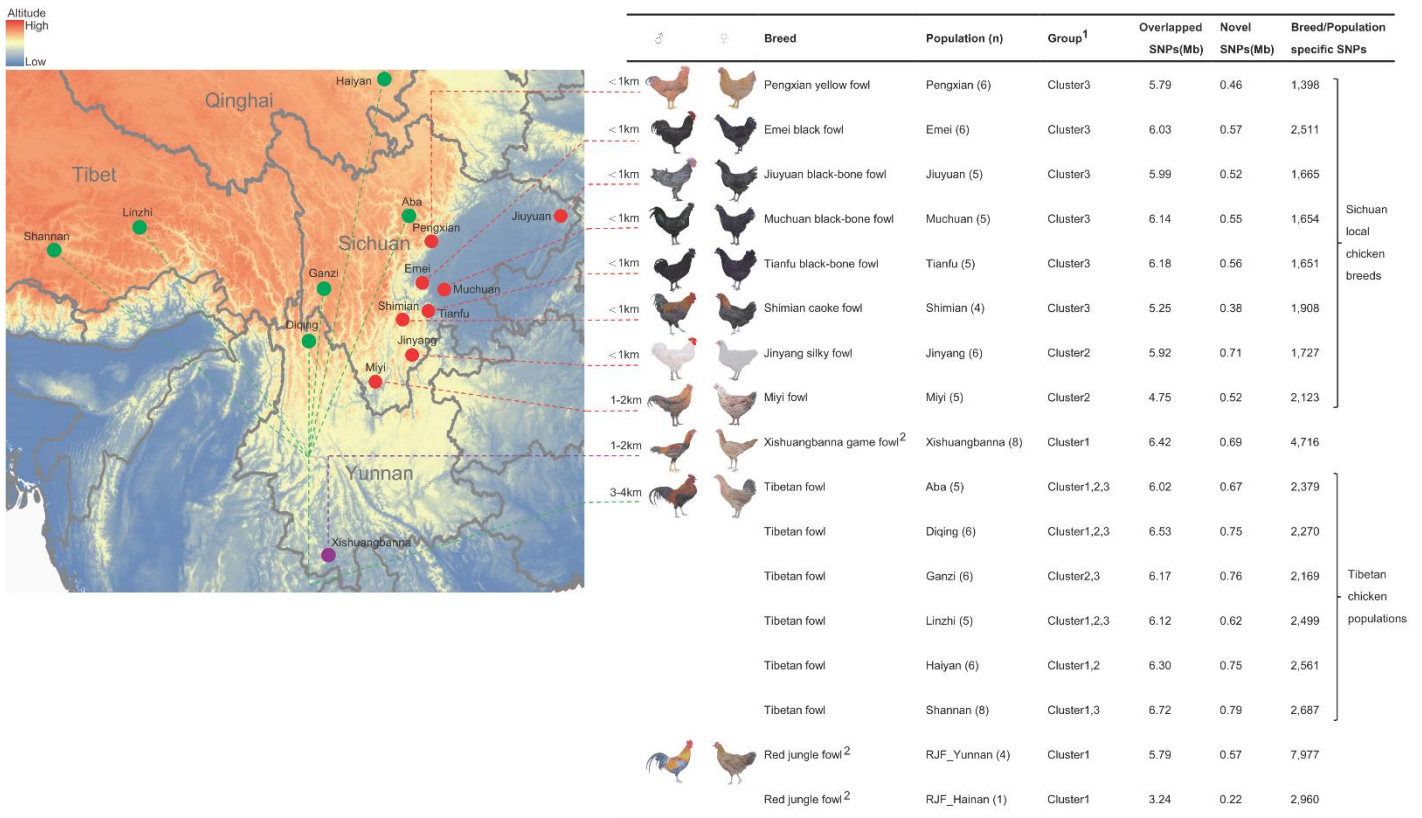 Altitude
High
Low
Haiyan
Qinghai
Tibet
Linzhi
Shannan
Aba
Pengxian
Jiuyuan
Sichuan
Ganzi
Emei
Muchuan
Shimian
Tianfu
Diqing
Jinyang
Miyi
Yunnan
Xishuangbanna
♂ ♀ Breed Population (n) Group1 Overlapped SNPs(Mb) Novel SNPs(Mb) Breed/Population specific SNPs
<1km Pengxian yellow fowl Pengxian (6) Cluster3 5.79 0.46 1,398
<1km Emei black fowl Emei (6) Cluster3 6.03 0.57 2,511
<1km Jiuyuan black-bone fowl Jiuyuan (5) Cluster3 5.99 0.52 1,665
<1km Muchuan black-bone fowl Muchuan (5) Cluster3 6.14 0.55 1,654
<1km Tianfu black-bone fowl Tianfu (5) Cluster3 6.18 0.56 1,651
<1km Shimian caoke fowl Shimian (4) Cluster3 5.25 0.38 1,908
<1km Jinyang silky fowl Jinyang (6) Cluster2 5.92 0.71 1,727
1-2km Miyi fowl Miyi (5) Cluster2 4.75 0.52 2,123
Sichuan
local
chicken
breeds
1-2km Xishuangbanna game fowl2 Xishuangbanna (8) Cluster1 6.42 0.69 4,716
3-4km Tibetan fowl Aba (5) Cluster1,2,3 6.02 0.67 2,379
Tibetan fowl Diqing (6) Cluster1,2,3 6.53 0.75 2,270
Tibetan fowl Ganzi (6) Cluster2,3 6.17 0.76 2,169
Tibetan fowl Linzhi (5) Cluster1,2,3 6.12 0.62 2,499
Tibetan fowl Haiyan (6) Cluster1,2 6.30 0.75 2,561
Tibetan fowl Shannan (8) Cluster1,3 6.72 0.79 2,687
Tibetan
chicken
populations
Red jungle fowl2 RJF_Yunnan (4) Cluster1 5.79 0.57 7,977
Red jungle fowl2 RJF_Hainan (1) Cluster1 3.24 0.22 2,960